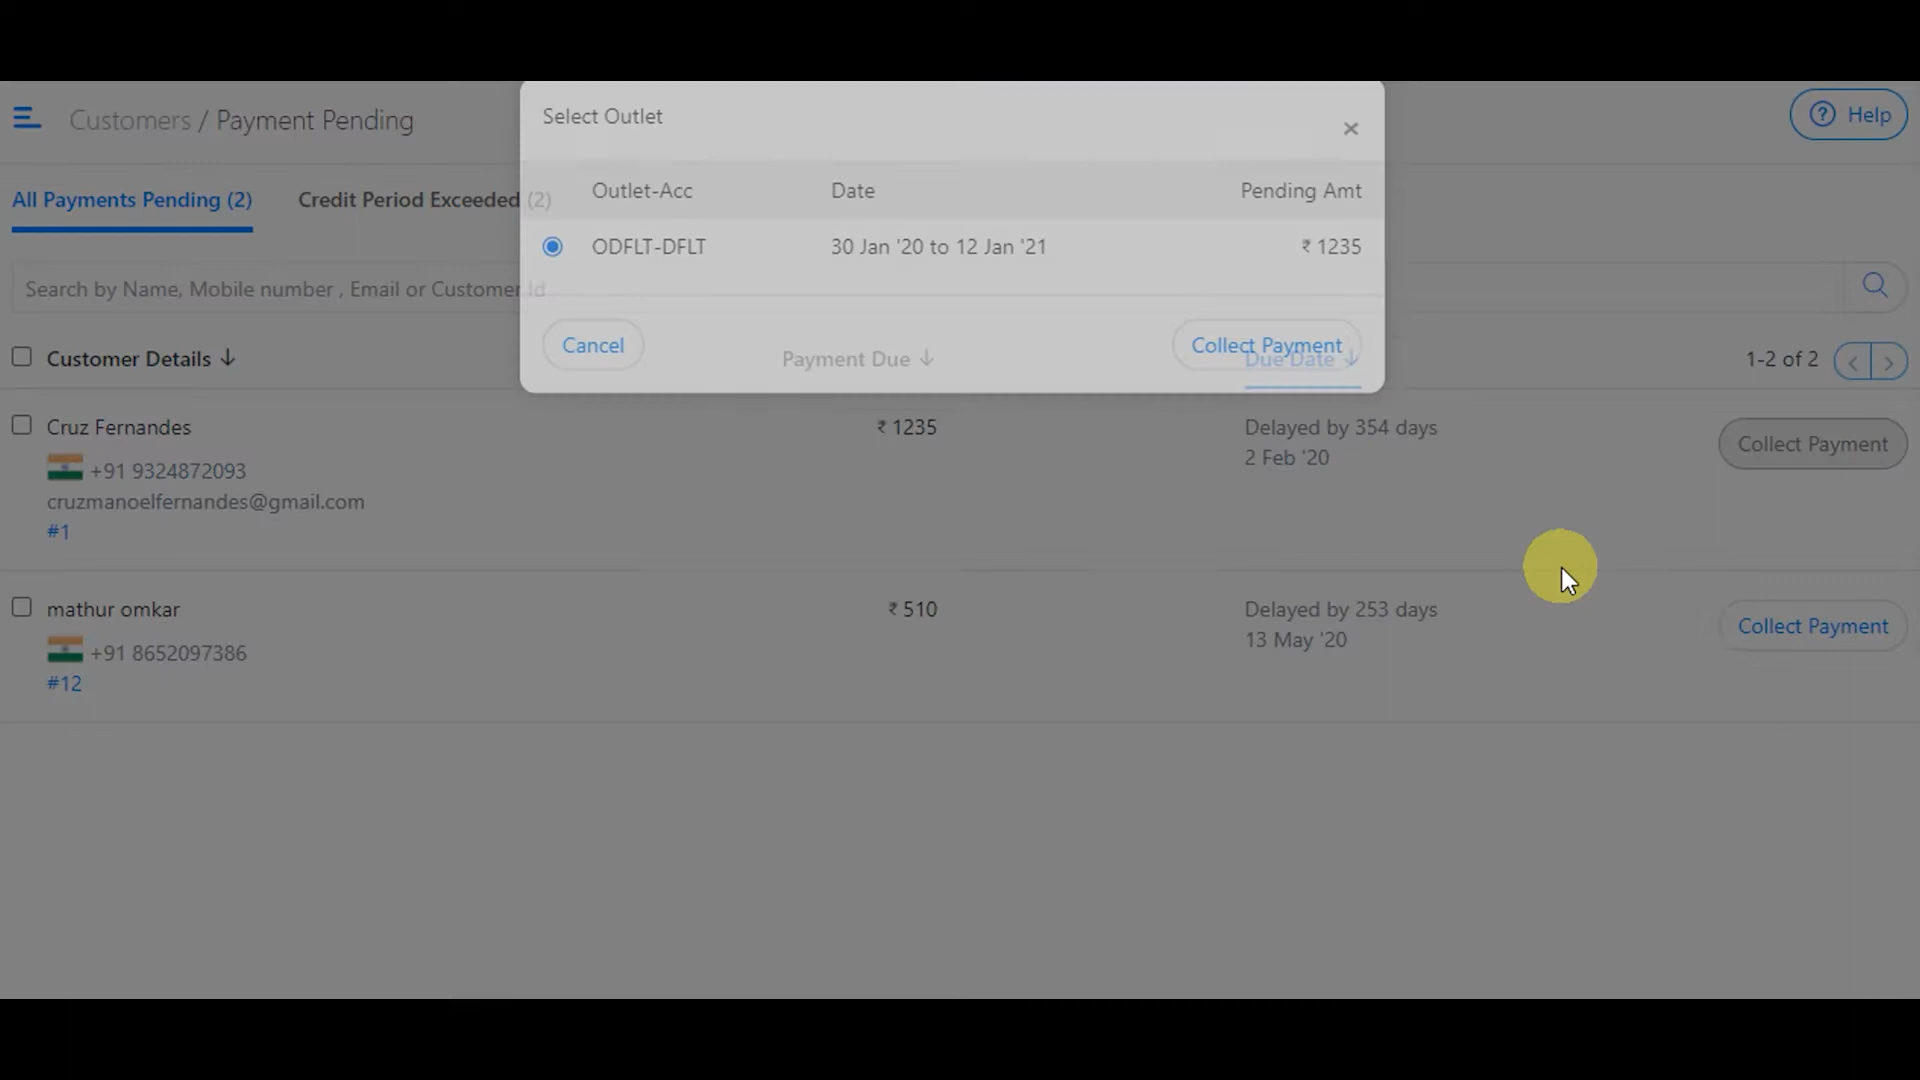 Customers / Payment Pending
? Help
All Payments Pending (2)
Credit Period Exceeded (2)
Search by Name, Mobile number , Email or Customer Id
Select Outlet
×
Outlet-Acc Date Pending Amt
ODFLT-DFLT 30 Jan '20 to 12 Jan '21 ₹ 1235
Cancel
Collect Payment
Customer Details ↓ Payment Due ↓ Due Date ↓ 1-2 of 2 < >
Cruz Fernandes ₹ 1235 Delayed by 354 days Collect Payment
2 Feb '20
+91 9324872093
cruzmanoelfernandes@gmail.com
#1
mathur omkar ₹ 510 Delayed by 253 days Collect Payment
13 May '20
+91 8652097386
#12